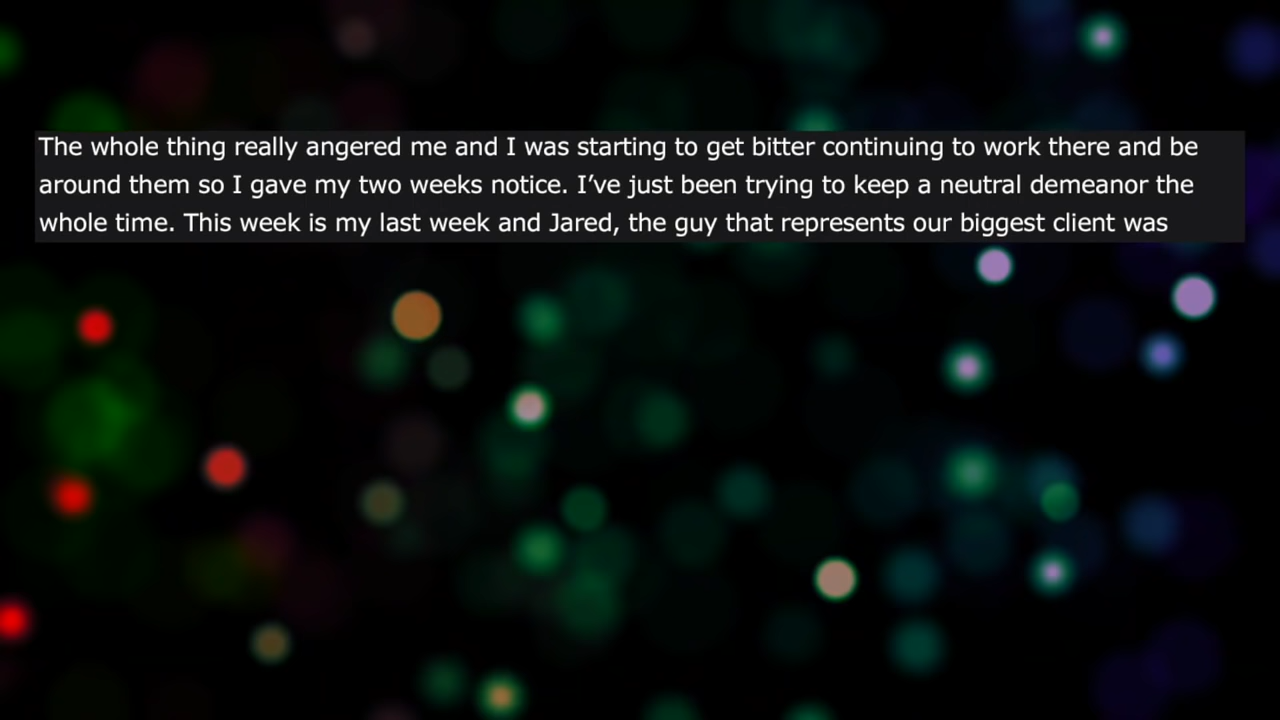 The whole thing really angered me and I was starting to get bitter continuing to work there and be
around them so I gave my two weeks notice. I’ve just been trying to keep a neutral demeanor the
whole time. This week is my last week and Jared, the guy that represents our biggest client was